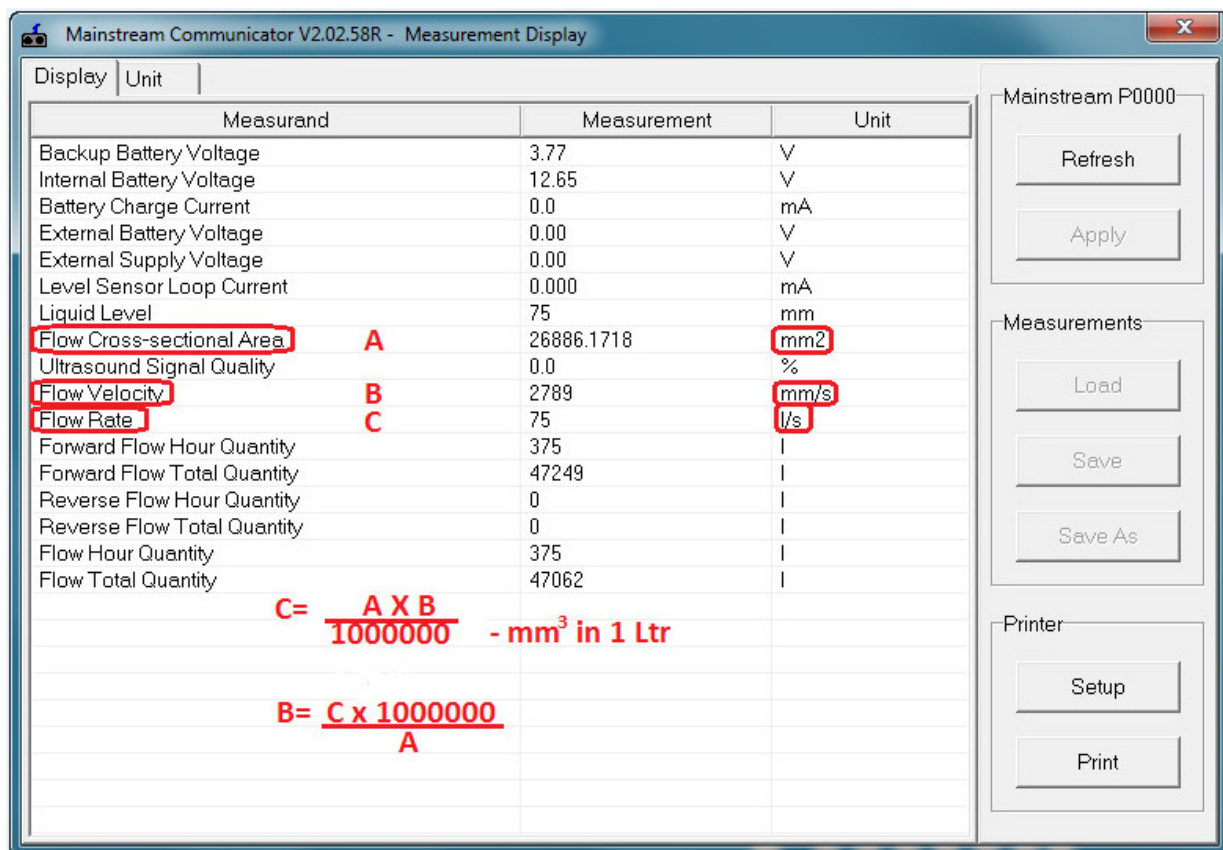 Mainstream Communicator V2.02.58R - Measurement Display
X
Display Unit
Measurand Measurement Unit
Backup Battery Voltage 3.77 V
Internal Battery Voltage 12.65 V
Battery Charge Current 0.0 mA
External Battery Voltage 0.00 V
External Supply Voltage 0.00 V
Level Sensor Loop Current 0.000 mA
Liquid Level 75 mm
Flow Cross-sectional Area A 26886.1718 mm2
Ultrasound Signal Quality 0.0 %
Flow Velocity B 2789 mm/s
Flow Rate C 75 l/s
Forward Flow Hour Quantity 375 l
Forward Flow Total Quantity 47249 l
Reverse Flow Hour Quantity 0 l
Reverse Flow Total Quantity 0 l
Flow Hour Quantity 375 l
Flow Total Quantity 47062 l
C= A X B
1000000 - mm³ in 1 Ltr
B= C x 1000000
A
Mainstream P0000
Refresh
Apply
Measurements
Load
Save
Save As
Printer
Setup
Print